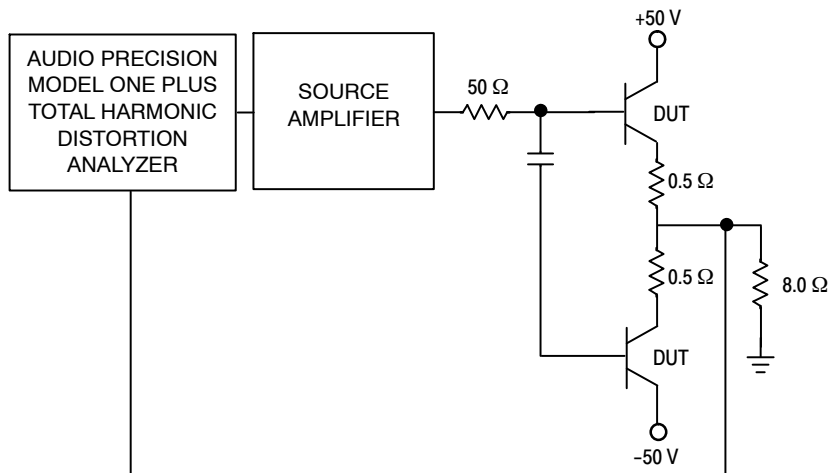 +50 V
AUDIO PRECISION
MODEL ONE PLUS
TOTAL HARMONIC
DISTORTION
ANALYZER
SOURCE
AMPLIFIER
50 Ω
DUT
0.5 Ω
0.5 Ω
8.0 Ω
DUT
−50 V